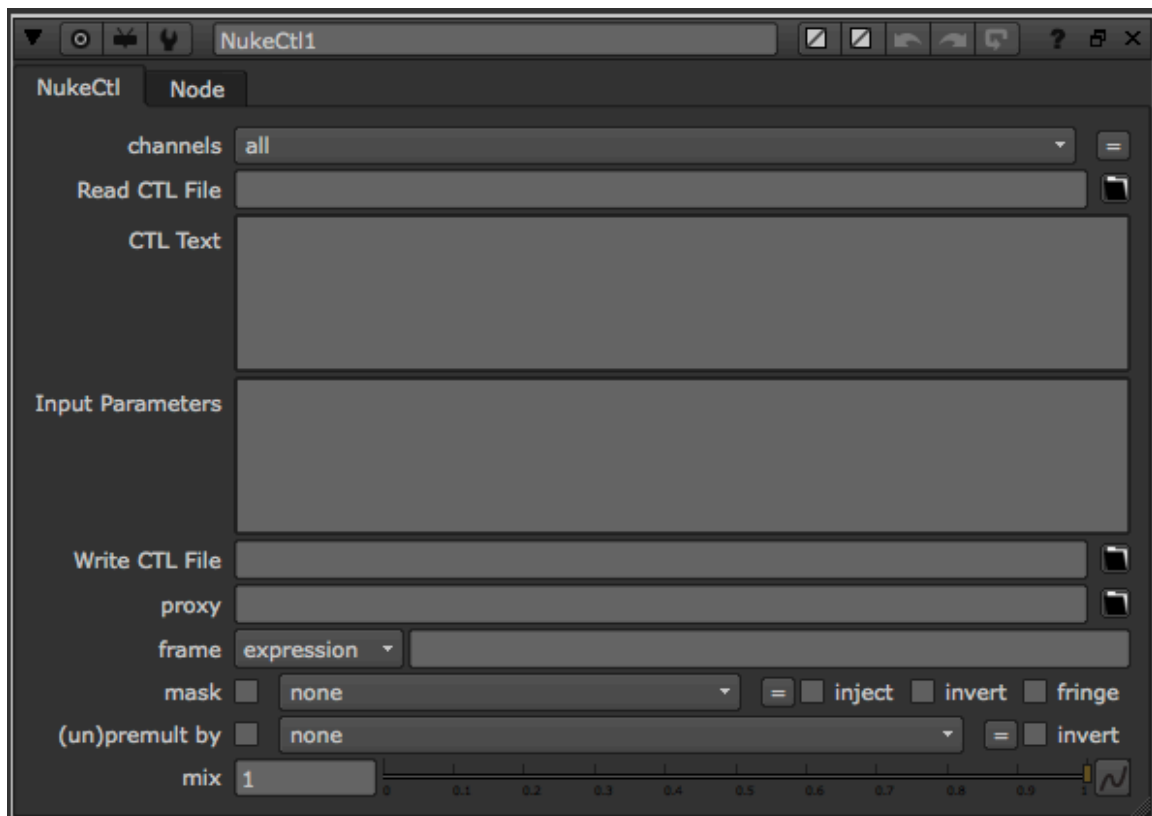 NukeCtl1 ?
NukeCtl Node
channels all =
Read CTL File
CTL Text
Input Parameters
Write CTL File
proxy
frame expression
mask none = inject invert fringe
(un)premult by none = invert
mix 1
0 0.1 0.2 0.3 0.4 0.5 0.6 0.7 0.8 0.9 1